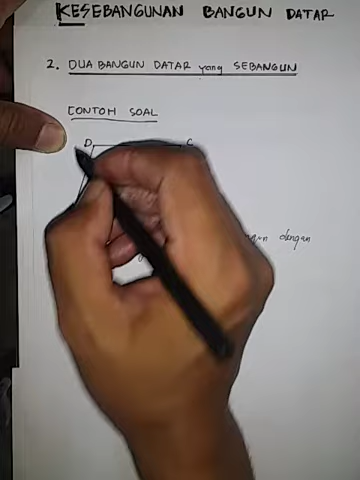 KESEBANGUNAN BANGUN DATAR
2. DUA BANGUN DATAR yang SEBANGUN
CONTOH SOAL
D C
dengan